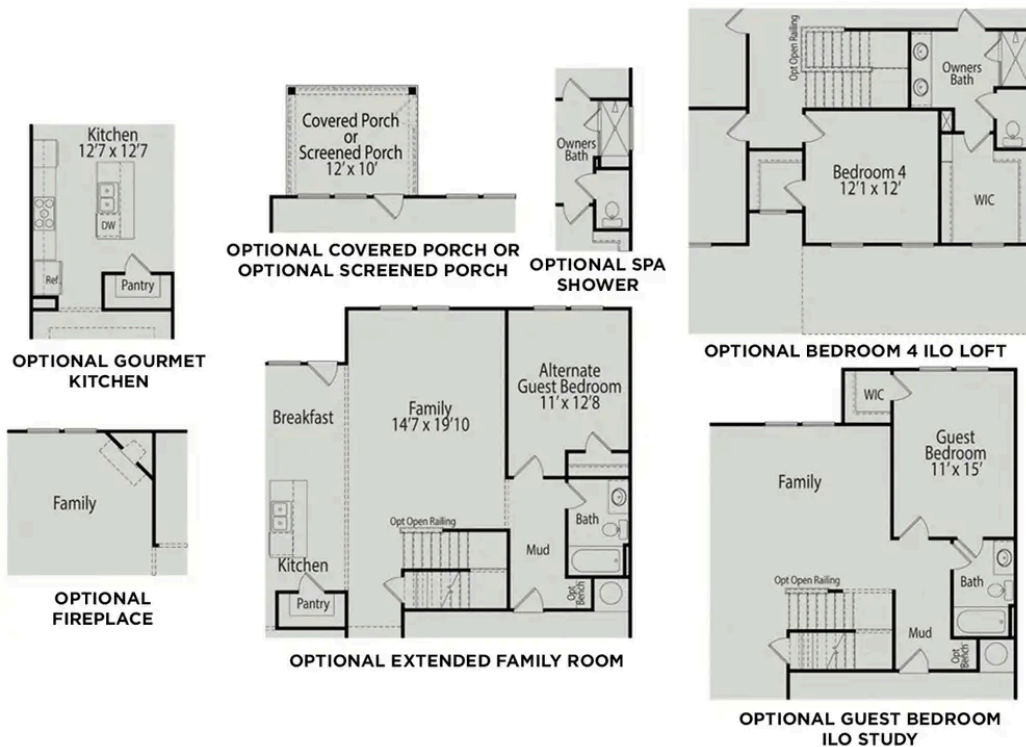 Kitchen
12'7 x 12'7
DW
Ref.
Pantry
OPTIONAL GOURMET
KITCHEN
Covered Porch
or
Screened Porch
12' x 10'
OPTIONAL COVERED PORCH OR
OPTIONAL SCREENED PORCH
Owners
Bath
OPTIONAL SPA
SHOWER
Opt Open Railing
Owners
Bath
Bedroom 4
12'1 x 12'
WIC
OPTIONAL BEDROOM 4 ILO LOFT
Family
OPTIONAL
FIREPLACE
Breakfast
Family
14'7 x 19'10
Alternate
Guest Bedroom
11' x 12'8
Opt Open Railing
Bath
Mud
Kitchen
Pantry
Opt
Bench
OPTIONAL EXTENDED FAMILY ROOM
WIC
Guest
Bedroom
11' x 15'
Family
Opt Open Railing
Bath
Mud
Opt
Bench
OPTIONAL GUEST BEDROOM
ILO STUDY